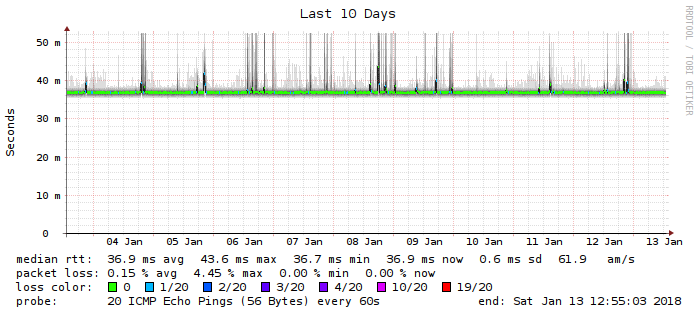 Last 10 Days
RRDTOOL / TOBI OETIKER
Seconds
50 m
40 m
30 m
20 m
10 m
0
04 Jan 05 Jan 06 Jan 07 Jan 08 Jan 09 Jan 10 Jan 11 Jan 12 Jan 13 Jan
median rtt: 36.9 ms avg 43.6 ms max 36.7 ms min 36.9 ms now 0.6 ms sd 61.9 am/s
packet loss: 0.15 % avg 4.45 % max 0.00 % min 0.00 % now
loss color: 0 1/20 2/20 3/20 4/20 10/20 19/20
probe: 20 ICMP Echo Pings (56 Bytes) every 60s end: Sat Jan 13 12:55:03 2018